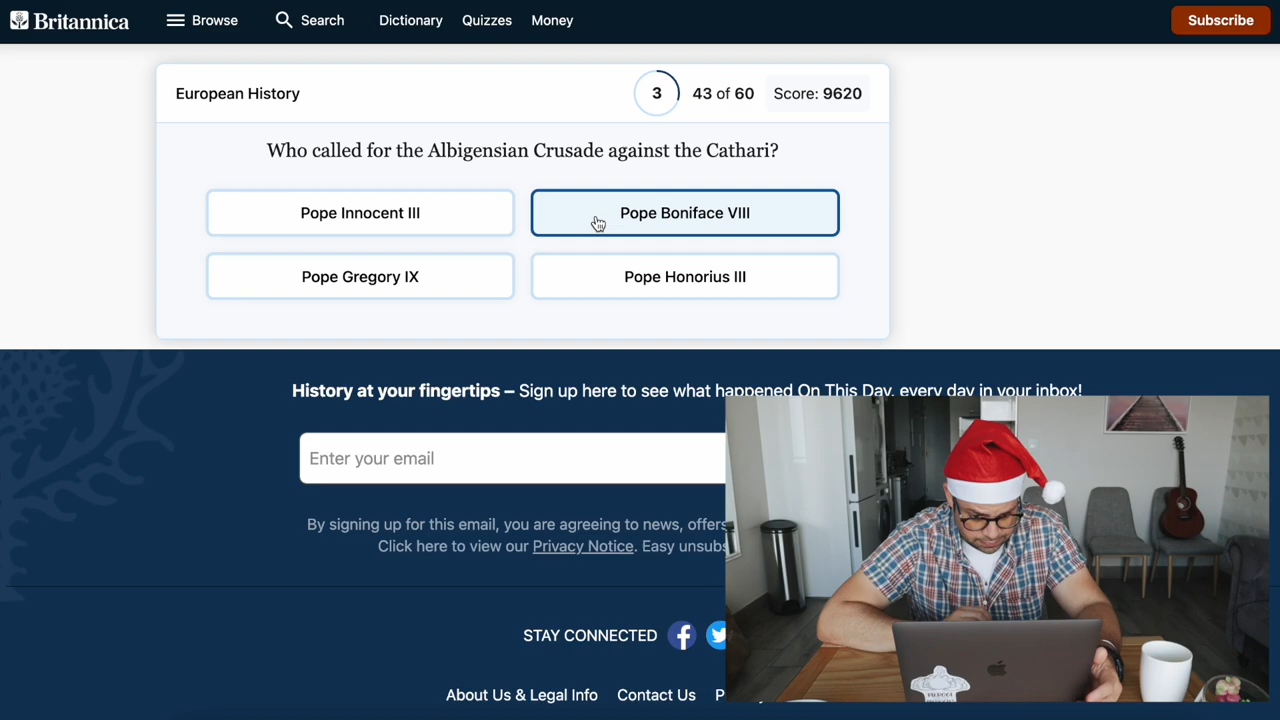 Britannica Browse Search Dictionary Quizzes Money Subscribe
European History 3 43 of 60 Score: 9620
Who called for the Albigensian Crusade against the Cathari?
Pope Innocent III Pope Boniface VIII
Pope Gregory IX Pope Honorius III
History at your fingertips – Sign up here to see what happened On This Day, every day in your inbox!
Enter your email
By signing up for this email, you are agreeing to news, offers
Click here to view our Privacy Notice. Easy unsubs
STAY CONNECTED
About Us & Legal Info Contact Us